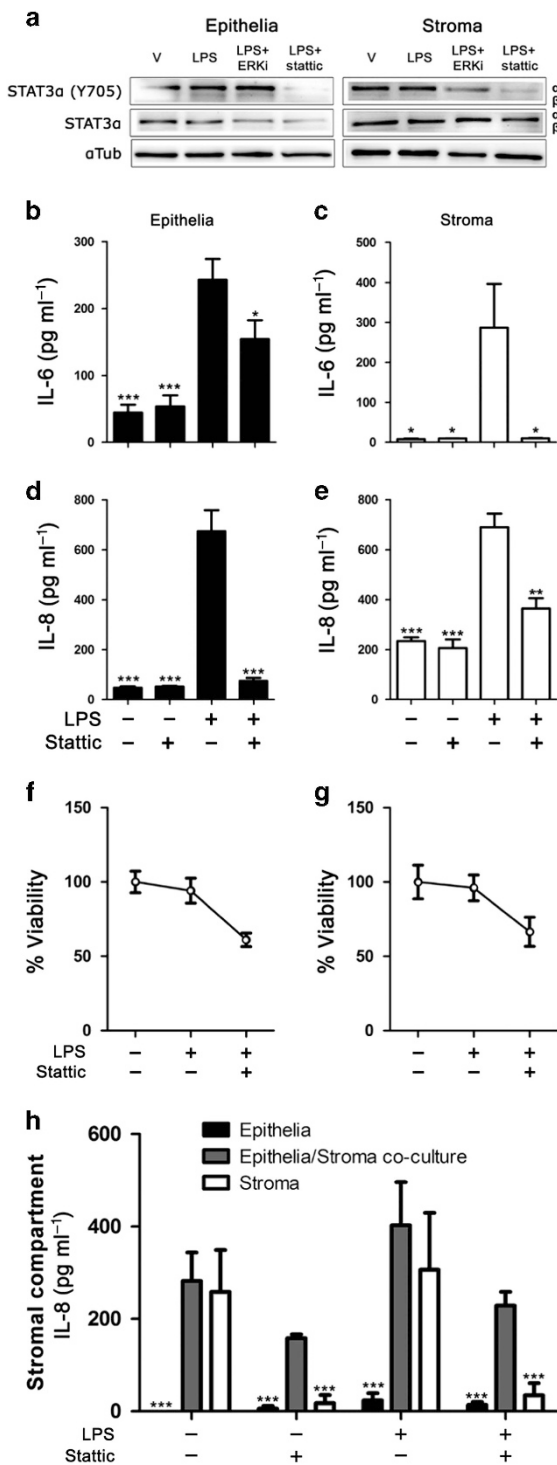 a
Epithelia Stroma
V LPS LPS+ ERKi LPS+ stattic V LPS LPS+ ERKi LPS+ stattic
STAT3α (Y705)
STAT3α
αTub
b Epithelia
c Stroma
IL-6 (pg ml⁻¹)
300
200
100
0
*** *** *
IL-6 (pg ml⁻¹)
500
400
300
200
100
0
* * *
d
IL-8 (pg ml⁻¹)
800
600
400
200
0
*** *** ***
e
IL-8 (pg ml⁻¹)
800
600
400
200
0
*** *** **
LPS – – + + – – + +
Stattic – + – + – + – +
f
% Viability
150
100
50
0
g
% Viability
150
100
50
0
LPS – + + – + +
Stattic – – + – – +
h
Epithelia
Epithelia/Stroma co-culture
Stroma
Stromal compartment
IL-8 (pg ml⁻¹)
600
400
200
0
*** *** *** *** *** ***
LPS – – + +
Stattic – + – +